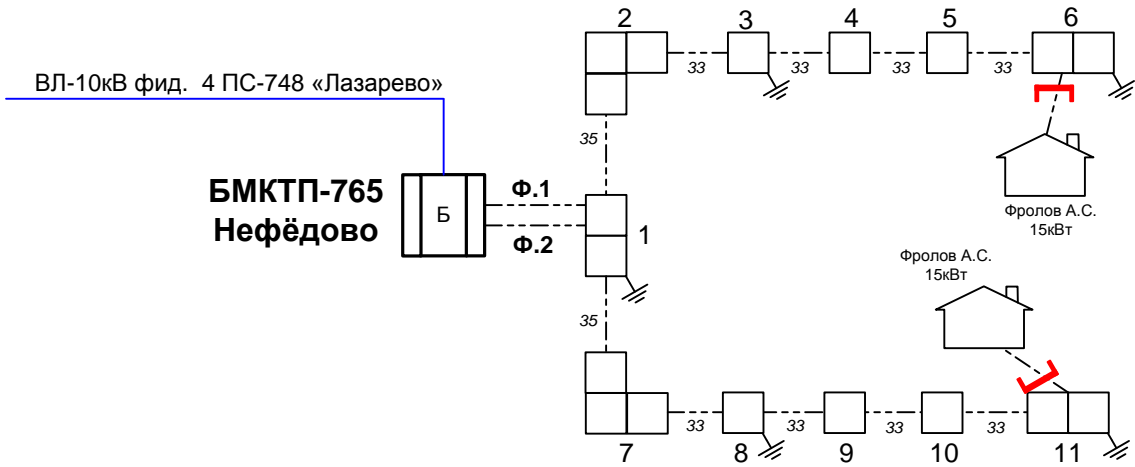 2
3
4
5
6
33
33
33
33
ВЛ-10кВ фид. 4 ПС-748 «Лазарево»
35
БМКТП-765
Нефёдово
Б
Ф.1
Ф.2
1
Фролов А.С.
15кВт
Фролов А.С.
15кВт
35
33
33
33
33
7
8
9
10
11